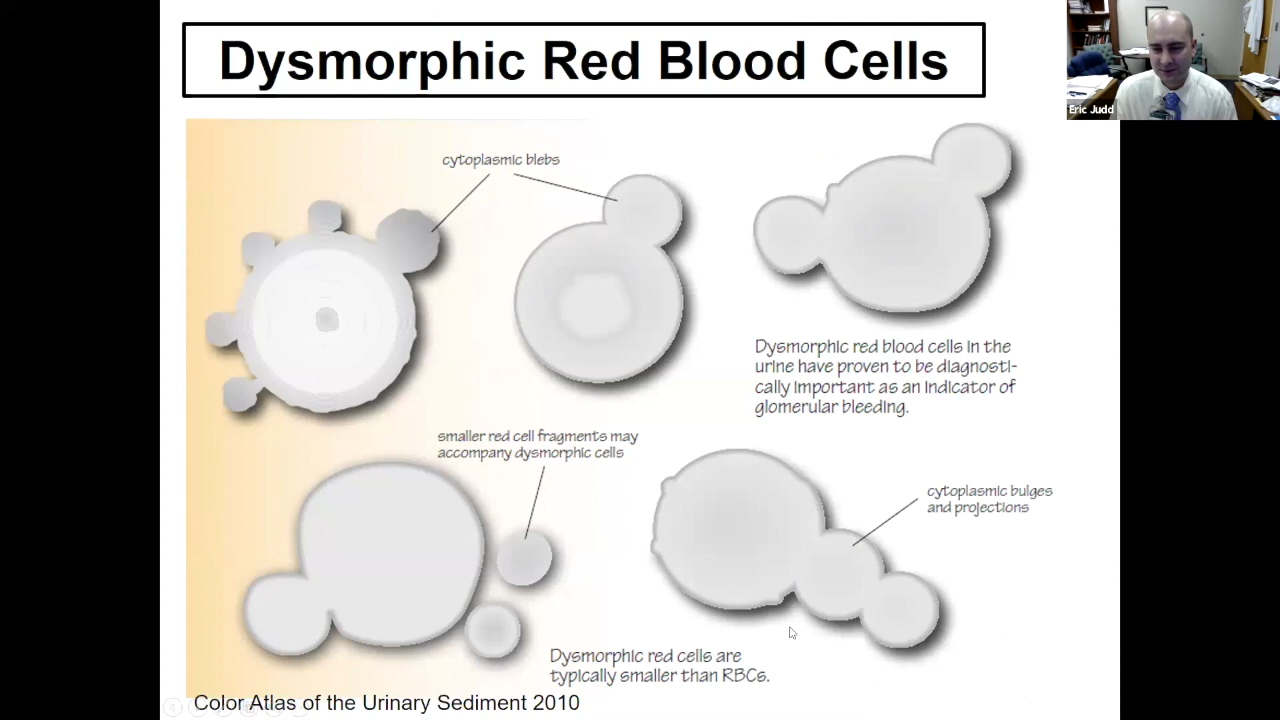 Dysmorphic Red Blood Cells
Eric Judd
cytoplasmic blebs
Dysmorphic red blood cells in the
urine have proven to be diagnosti-
cally important as an indicator of
glomerular bleeding.
smaller red cell fragments may
accompany dysmorphic cells
cytoplasmic bulges
and projections
Dysmorphic red cells are
typically smaller than RBCs.
Color Atlas of the Urinary Sediment 2010